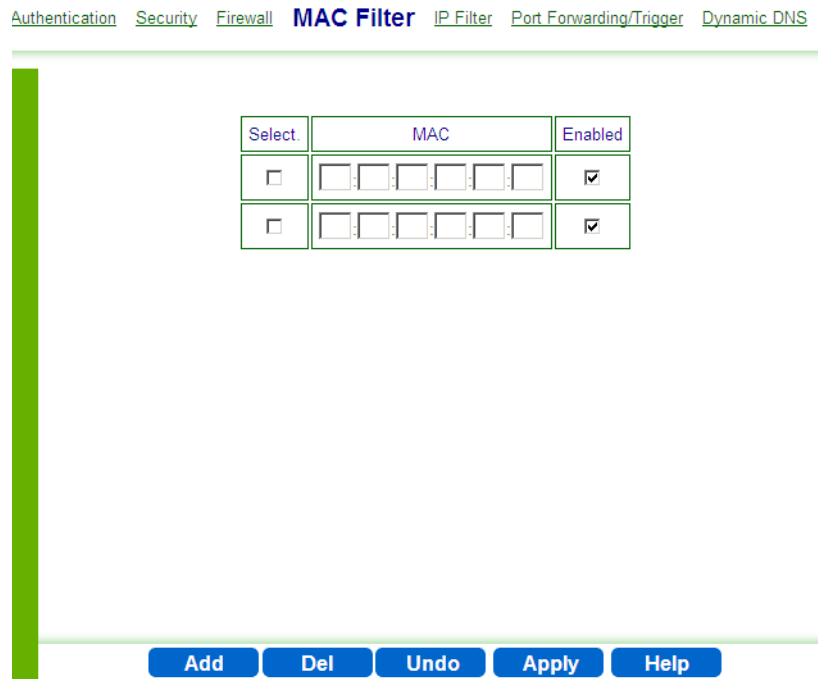 Authentication Security Firewall MAC Filter IP Filter Port Forwarding/Trigger Dynamic DNS
Select. MAC Enabled
: : : : :
: : : : :
Add Del Undo Apply Help